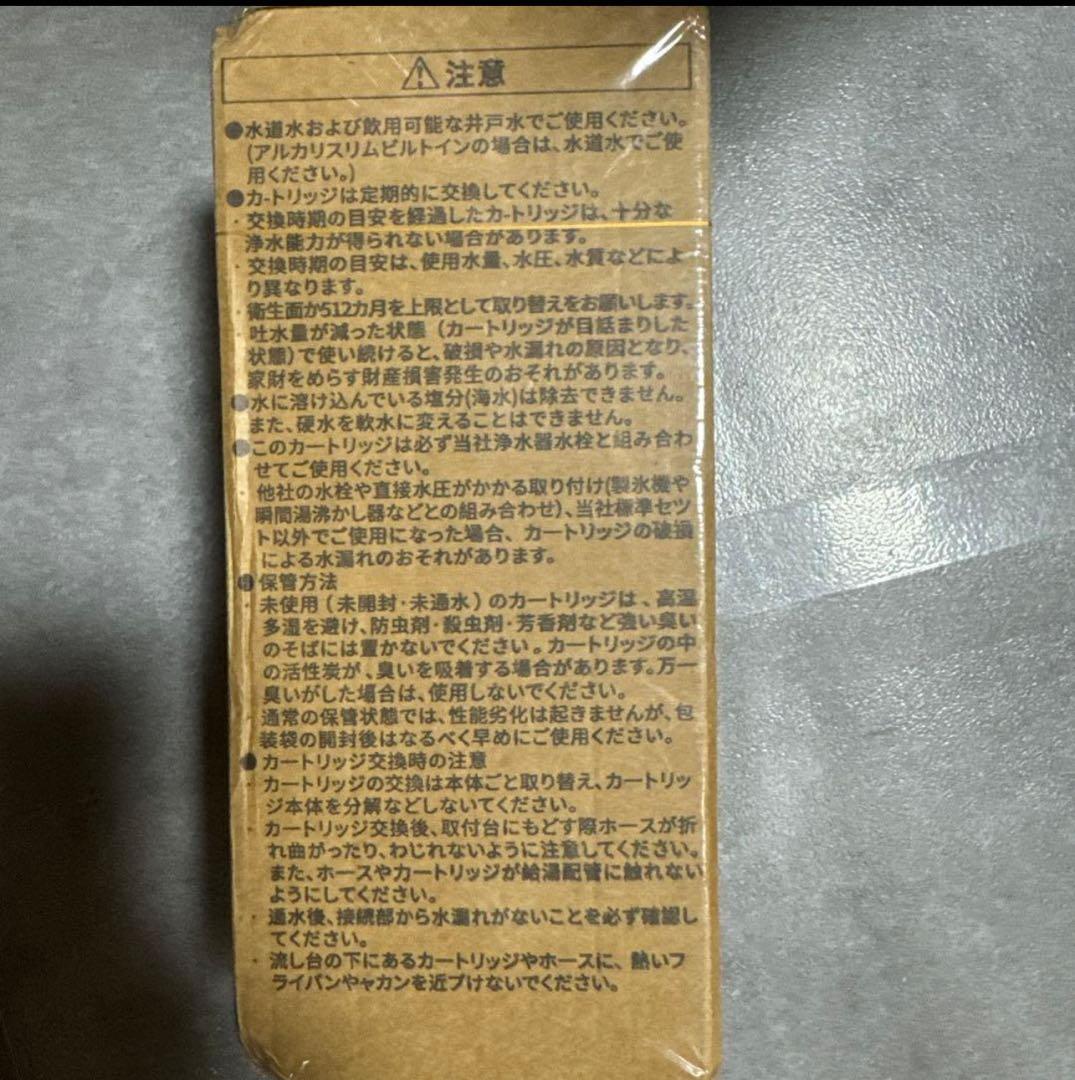 ⚠注意
●水道水および飲用可能な井戸水でご使用ください。
(アルカリスリムビルトインの場合は、水道水でご使
用ください。)
●カ-トリッジは定期的に交換してください。
・交換時期の目安を経過したカ-トリッジは、十分な
浄水能力が得られない場合があります。
・交換時期の目安は、使用水量、水圧、水質などによ
り異なります。
・衛生面か512カ月を上限として取り替えをお願いします。
・吐水量が減った状態（カートリッジが目詰まりした
状態）で使い続けると、破損や水漏れの原因となり、
家財をめらす財産損害発生のおそれがあります。
●水に溶け込んでいる塩分(海水)は除去できません。
また、硬水を軟水に変えることはできません。
●このカートリッジは必ず当社浄水器水栓と組み合わ
せてご使用ください。
他社の水栓や直接水圧がかかる取り付け(製氷機や
瞬間湯沸かし器などとの組み合わせ)、当社標準セツ
ト以外でご使用になった場合、カートリッジの破損
による水漏れのおそれがあります。
●保管方法
・未使用（未開封・未通水）のカートリッジは、高温
多湿を避け、防虫剤・殺虫剤・芳香剤など強い臭い
のそばには置かないでください。カートリッジの中
の活性炭が、臭いを吸着する場合があります。万一
臭いがした場合は、使用しないでください。
・通常の保管状態では、性能劣化は起きませんが、包
装袋の開封後はなるべく早めにご使用ください。
●カートリッジ交換時の注意
・カートリッジの交換は本体ごと取り替え、カートリッ
ジ本体を分解などしないてください。
・カートリッジ交換後、取付台にもどす際ホースが折
れ曲がったり、わじれないように注意してください。
また、ホースやカートリッジが給湯配管に触れない
ようにしてください。
・通水後、接続部から水漏れがないことを必ず確認し
てください。
・流し台の下にあるカートリッジやホースに、熱いフ
ライバンやャカンを近プけないでください。